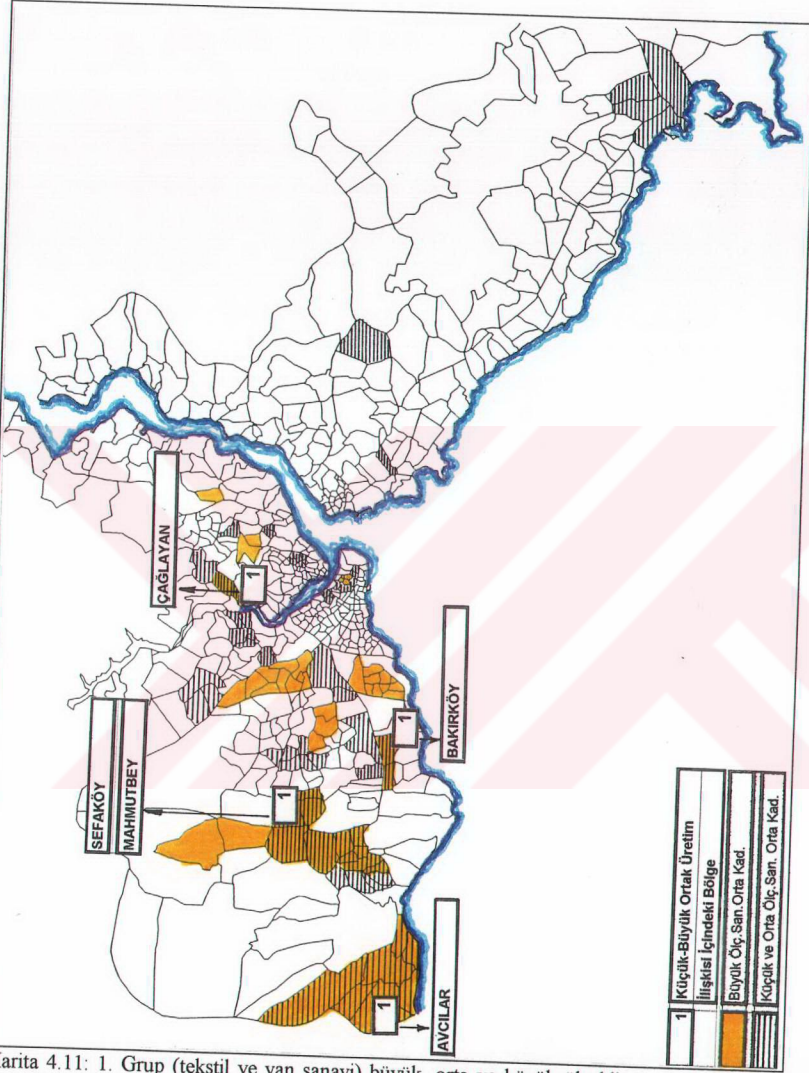 ÇAĞLAYAN
1
SEFAKÖY
MAHMUTBEY
1
BAKIRKÖY
1
AVCILAR
1
1 Küçük-Büyük Ortak Üretim
İlişkisi İçindeki Bölge
Büyük Ölç.San.Orta Kad.
Küçük ve Orta Ölç.San. Orta Kad.
Harita 4.11: 1. Grup (tekstil ve yan sanayi) büyük, orta ve küçük